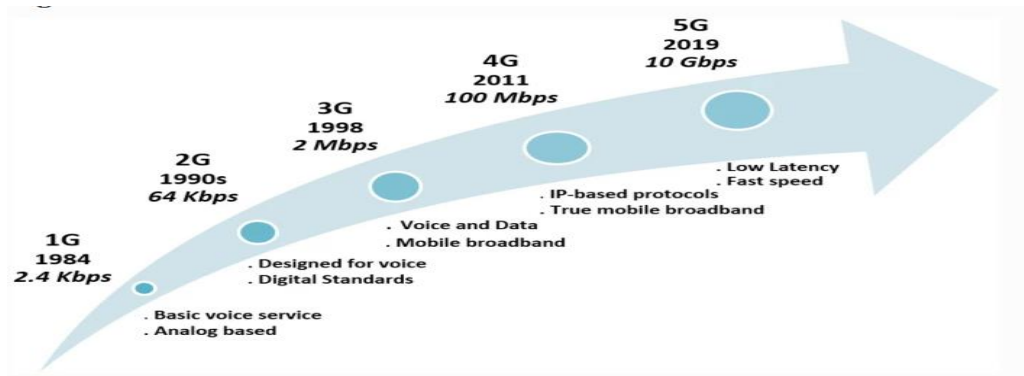 1G
1984
2.4 Kbps
. Basic voice service
. Analog based
2G
1990s
64 Kbps
. Designed for voice
. Digital Standards
3G
1998
2 Mbps
. Voice and Data
. Mobile broadband
4G
2011
100 Mbps
. IP-based protocols
. True mobile broadband
5G
2019
10 Gbps
. Low Latency
. Fast speed